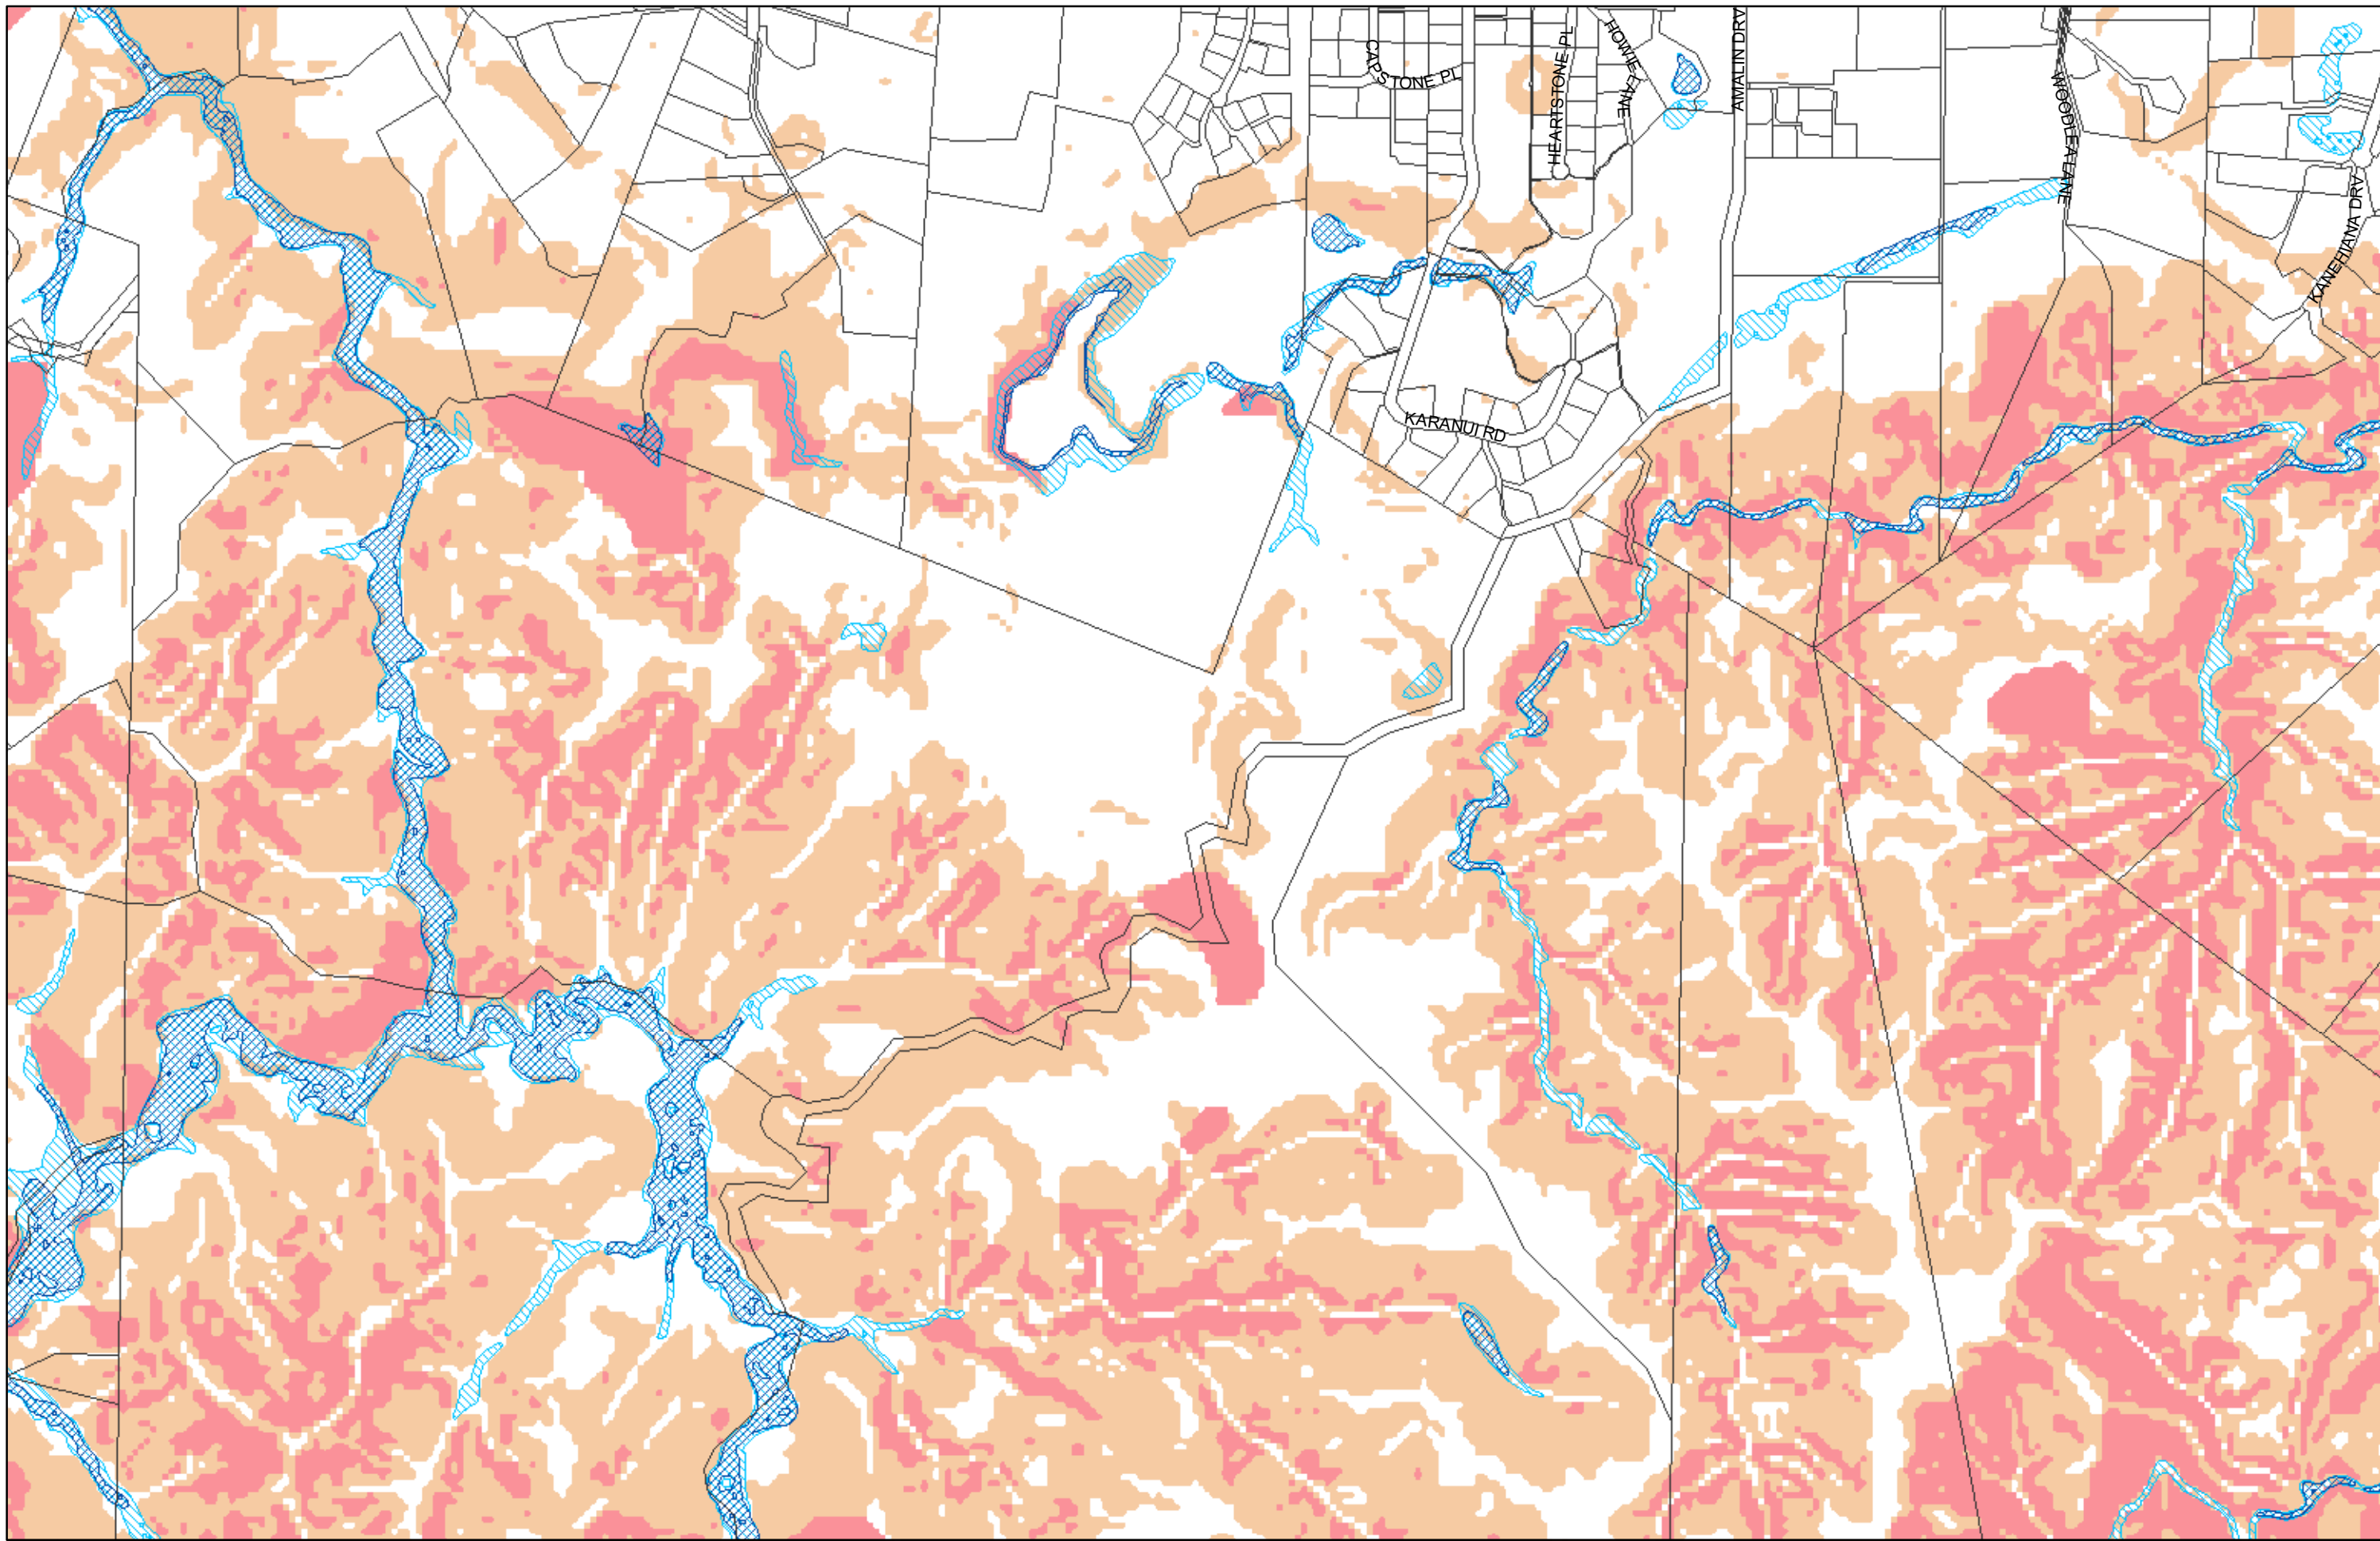 CAPSTONE PL
HEARTSTONE PL
HOWIE LANE
AMALIN DRV
WOODLEA LANE
KANEHIANA DRV
KARANUI RD